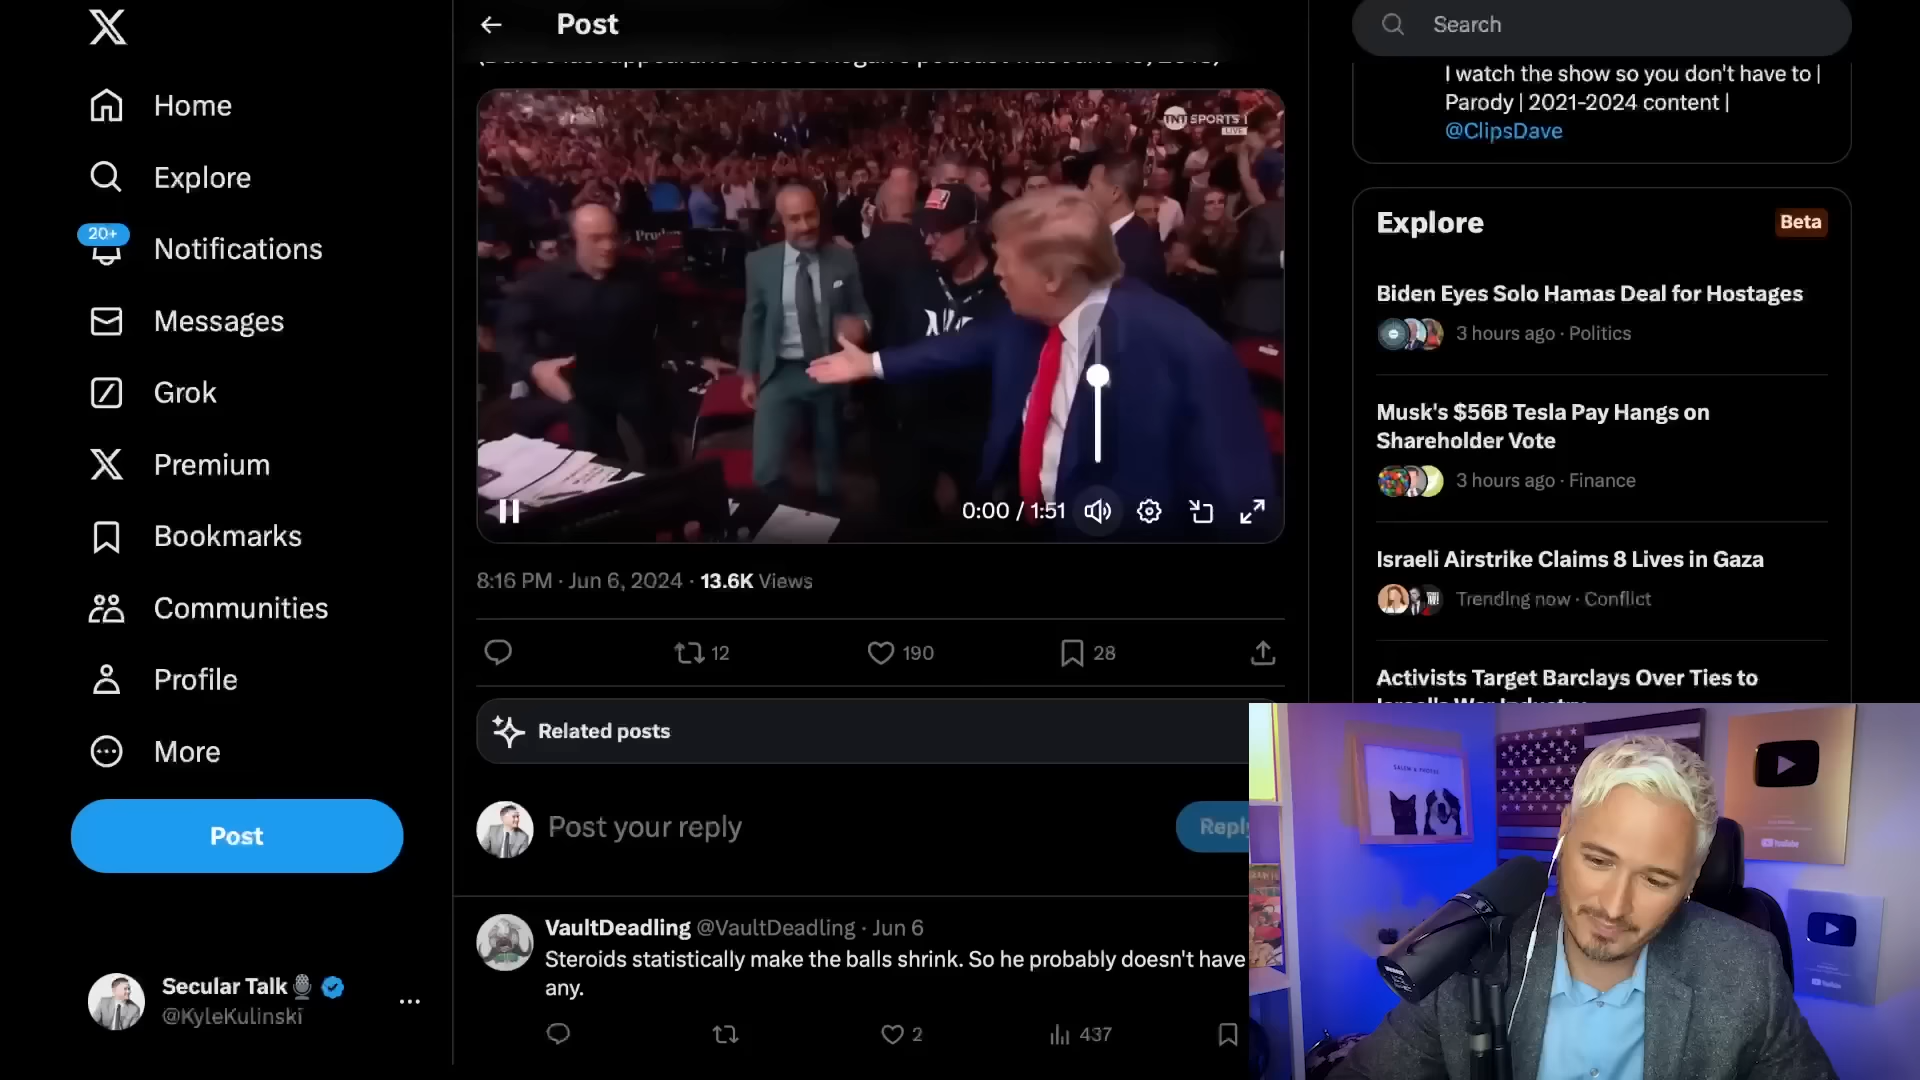 Home
Explore
20+
Notifications
Messages
Grok
Premium
Bookmarks
Communities
Profile
More
Post
Secular Talk
@KyleKulinski
Post
TNT SPORTS 1
LIVE
0:00 / 1:51
8:16 PM · Jun 6, 2024 · 13.6K Views
12
190
28
Related posts
Post your reply
Reply
VaultDeadling @VaultDeadling · Jun 6
Steroids statistically make the balls shrink. So he probably doesn't have
any.
2
437
Search
I watch the show so you don't have to |
Parody | 2021-2024 content |
@ClipsDave
Explore
Beta
Biden Eyes Solo Hamas Deal for Hostages
3 hours ago · Politics
Musk's $56B Tesla Pay Hangs on
Shareholder Vote
3 hours ago · Finance
Israeli Airstrike Claims 8 Lives in Gaza
Trending now · Conflict
Activists Target Barclays Over Ties to
YouTube